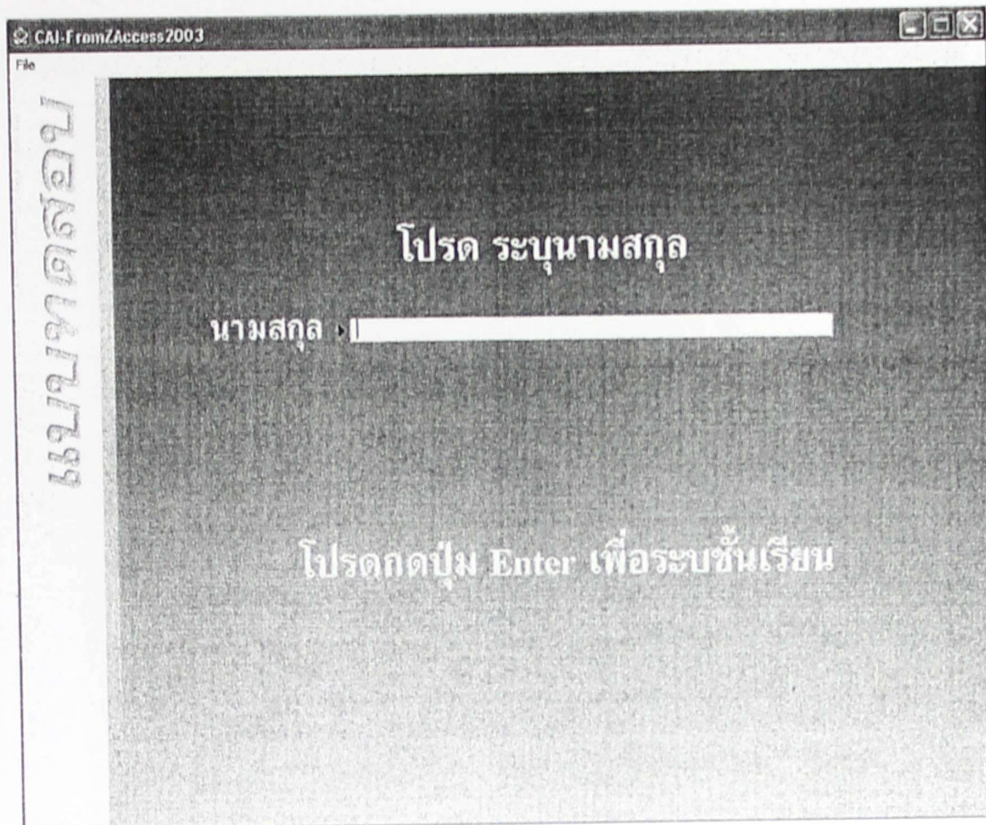 CAI-FromZAccess2003
File
แบบทดสอบ
โปรด ระบุนามสกุล
นามสกุล
โปรดกดปุ่ม Enter เพื่อระบุชั้นเรียน